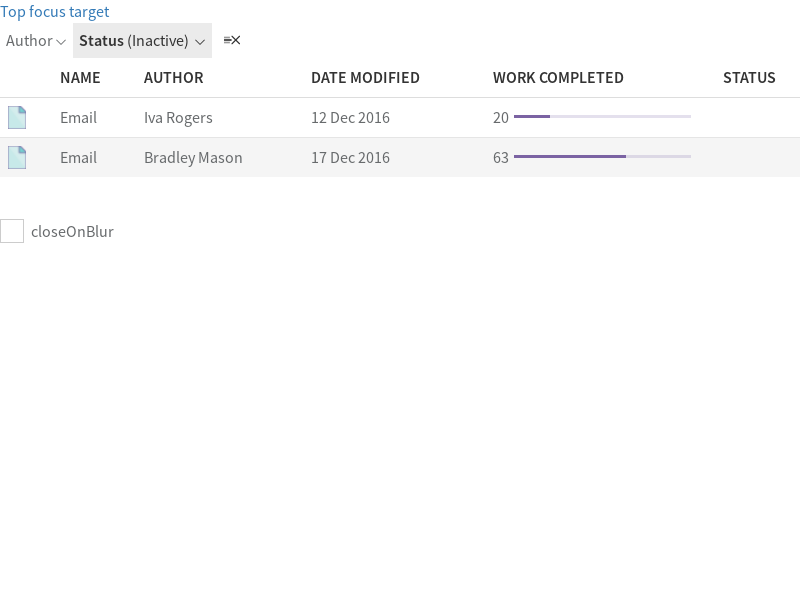 Top focus target
Author Status (Inactive)
NAME AUTHOR DATE MODIFIED WORK COMPLETED STATUS
Email Iva Rogers 12 Dec 2016 20
Email Bradley Mason 17 Dec 2016 63
closeOnBlur